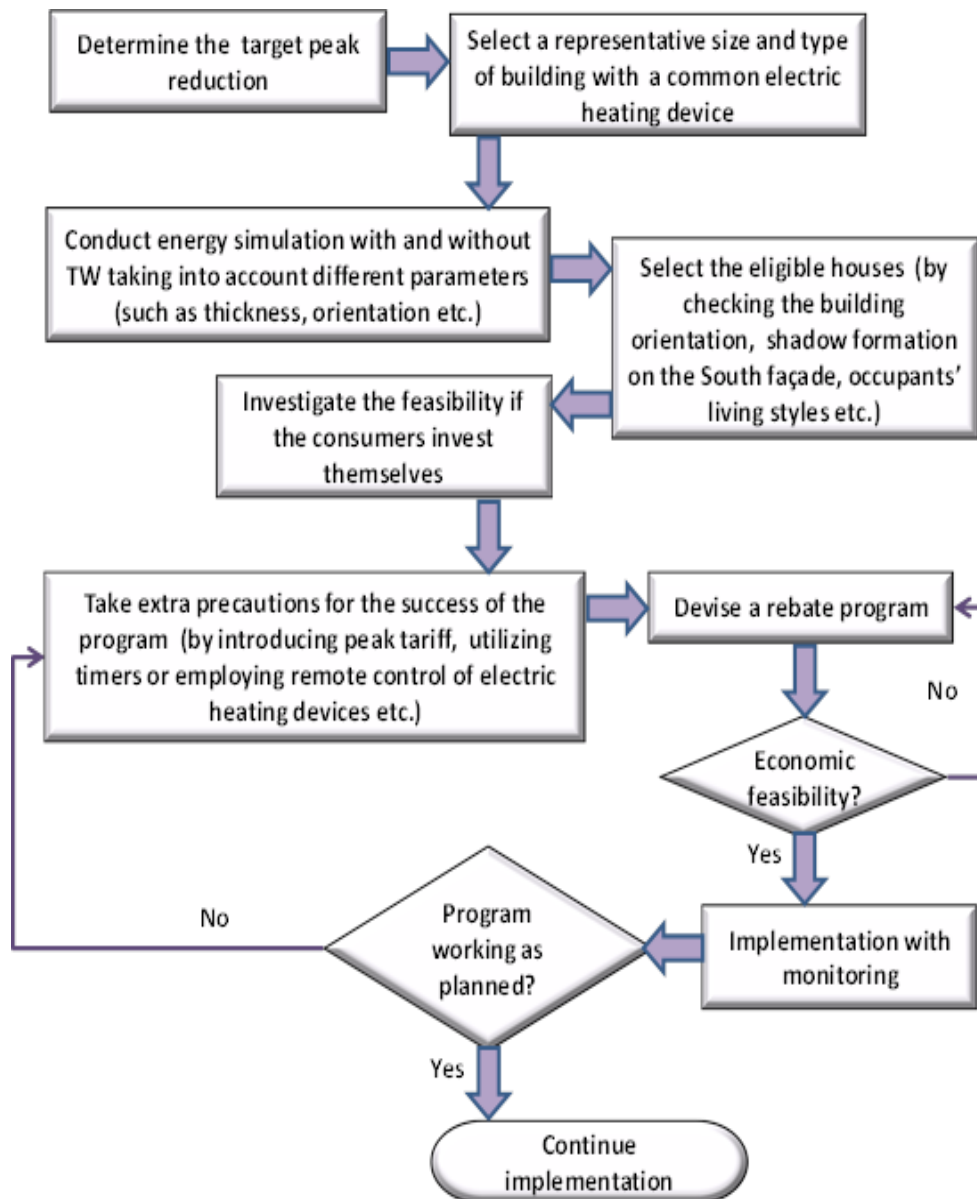 Determine the target peak
reduction
Select a representative size and type
of building with a common electric
heating device
Conduct energy simulation with and without
TW taking into account different parameters
(such as thickness, orientation etc.)
Select the eligible houses (by
checking the building
orientation, shadow formation
on the South façade, occupants’
living styles etc.)
Investigate the feasibility if
the consumers invest
themselves
Take extra precautions for the success of the
program (by introducing peak tariff, utilizing
timers or employing remote control of electric
heating devices etc.)
Devise a rebate program
No
Economic
feasibility?
Yes
Implementation with
monitoring
No
Program
working as
planned?
Yes
Continue
implementation